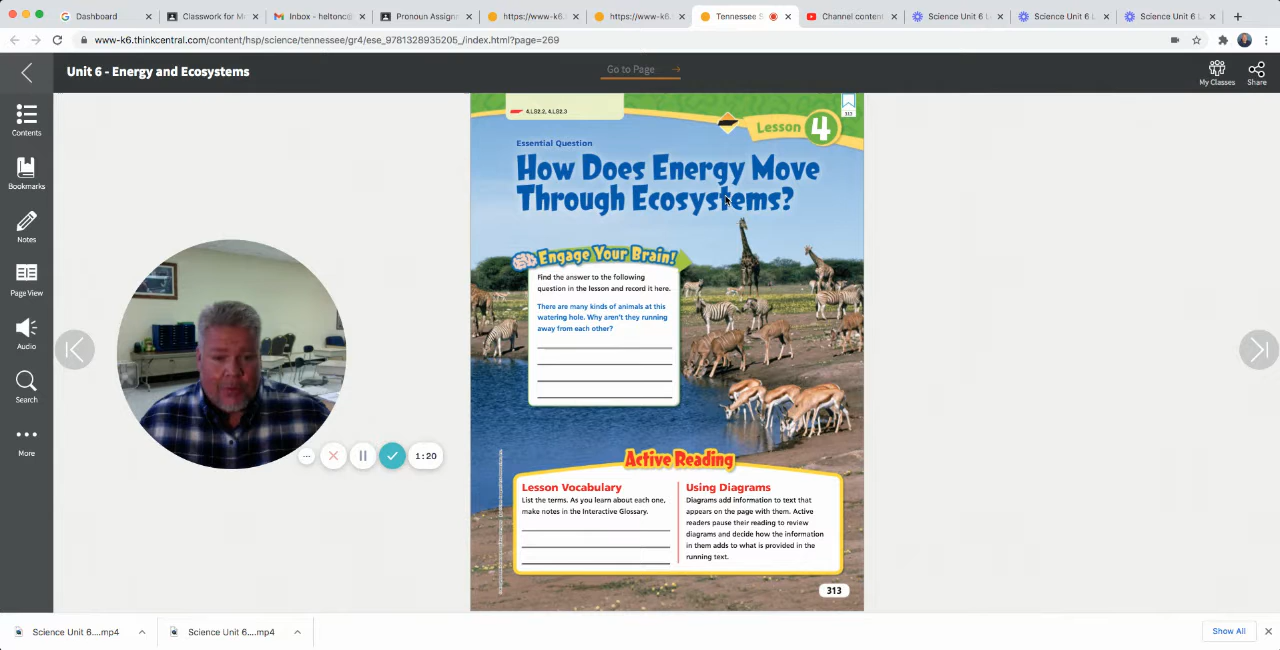 Dashboard
Classwork for M
Inbox - heltonc@
Pronoun Assignm
https://www-k6.
https://www-k6.
Tennessee S
Channel content
Science Unit 6 L
Science Unit 6 L
Science Unit 6 L
www-k6.thinkcentral.com/content/hsp/science/tennessee/gr4/ese_9781328935205_/index.html?page=269
Unit 6 - Energy and Ecosystems
Go to Page
My Classes
Share
Contents
Bookmarks
Notes
Page View
Audio
Search
More
4.LS2.2, 4.LS2.3
313
Lesson 4
Essential Question
How Does Energy Move
Through Ecosystems?
Engage Your Brain!
Find the answer to the following
question in the lesson and record it here.
There are many kinds of animals at this
watering hole. Why aren't they running
away from each other?
1:20
Active Reading
Lesson Vocabulary
List the terms. As you learn about each one,
make notes in the Interactive Glossary.
Using Diagrams
Diagrams add information to text that
appears on the page with them. Active
readers pause their reading to review
diagrams and decide how the information
in them adds to what is provided in the
running text.
313
Science Unit 6....mp4
Science Unit 6....mp4
Show All